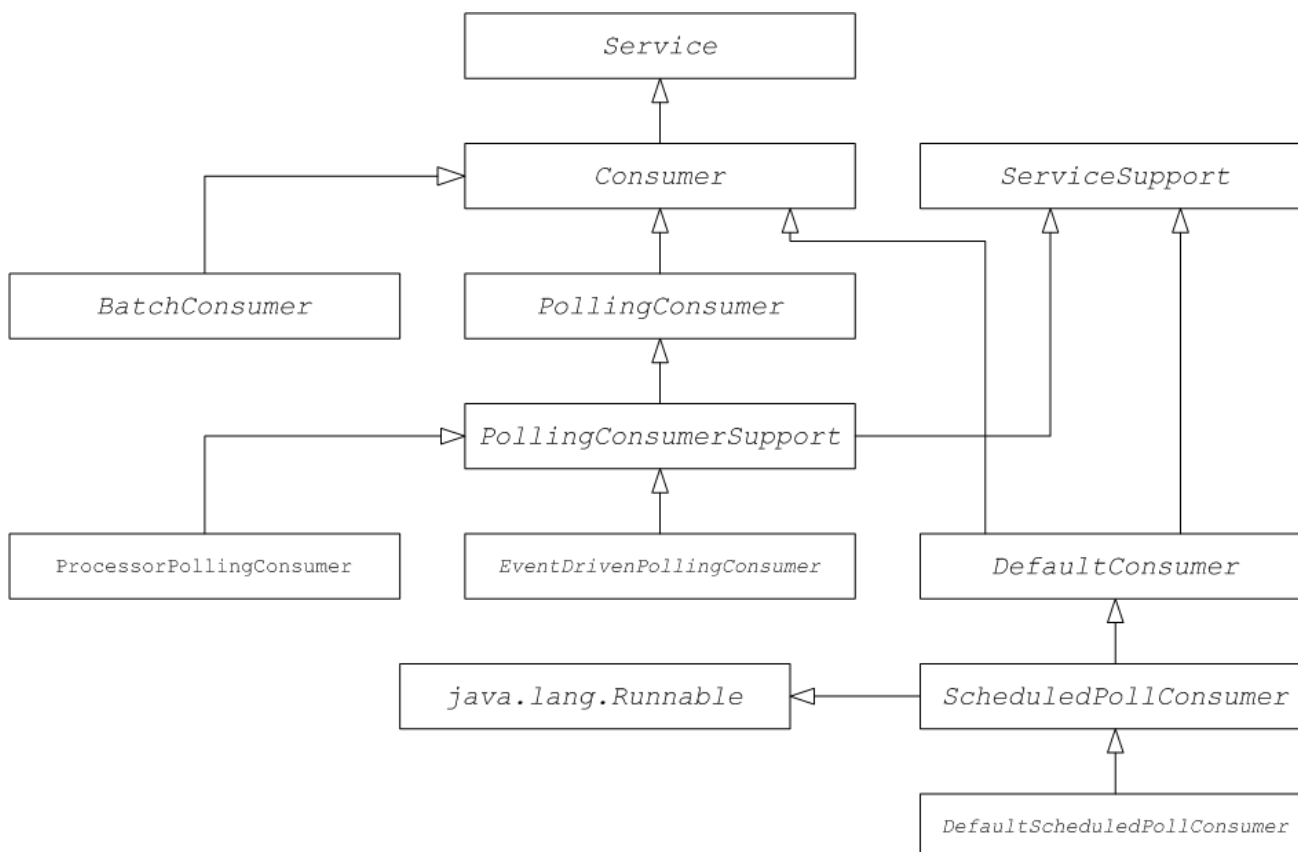 Service
Consumer
ServiceSupport
BatchConsumer
PollingConsumer
PollingConsumerSupport
ProcessorPollingConsumer
EventDrivenPollingConsumer
DefaultConsumer
java.lang.Runnable
ScheduledPollConsumer
DefaultScheduledPollConsumer